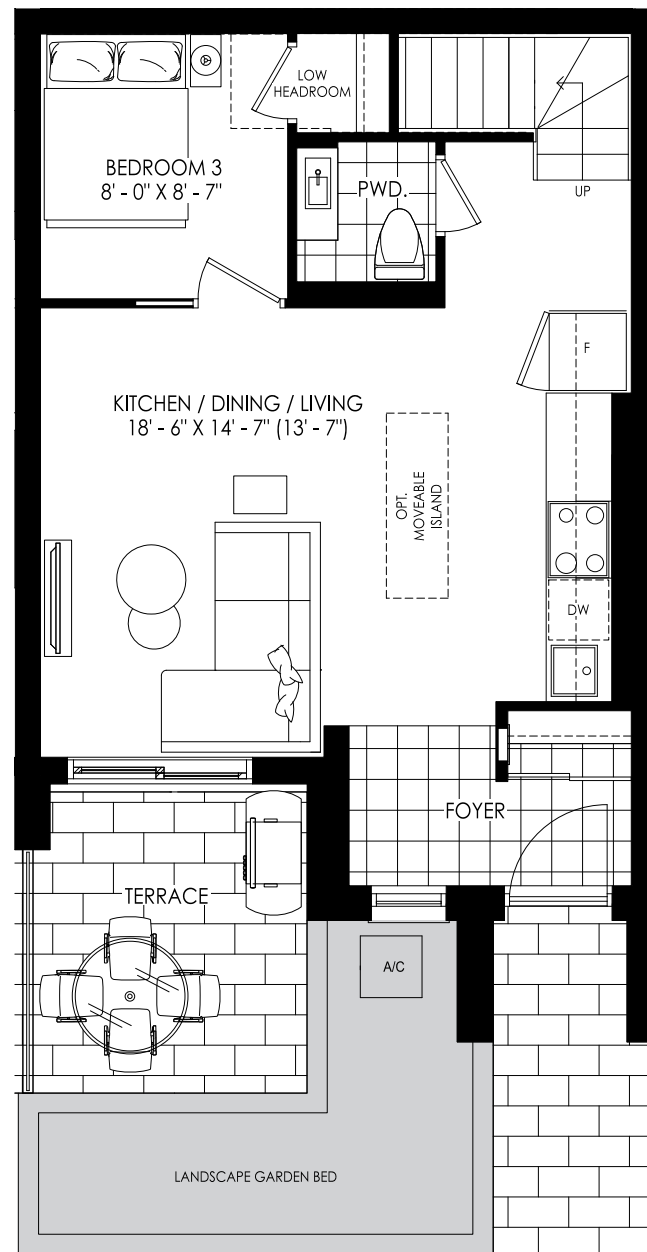 LOW
HEADROOM
BEDROOM 3
8' - 0" X 8' - 7"
PWD.
UP
F
KITCHEN / DINING / LIVING
18' - 6" X 14' - 7" (13' - 7")
OPT.
MOVEABLE
ISLAND
DW
FOYER
TERRACE
A/C
LANDSCAPE GARDEN BED